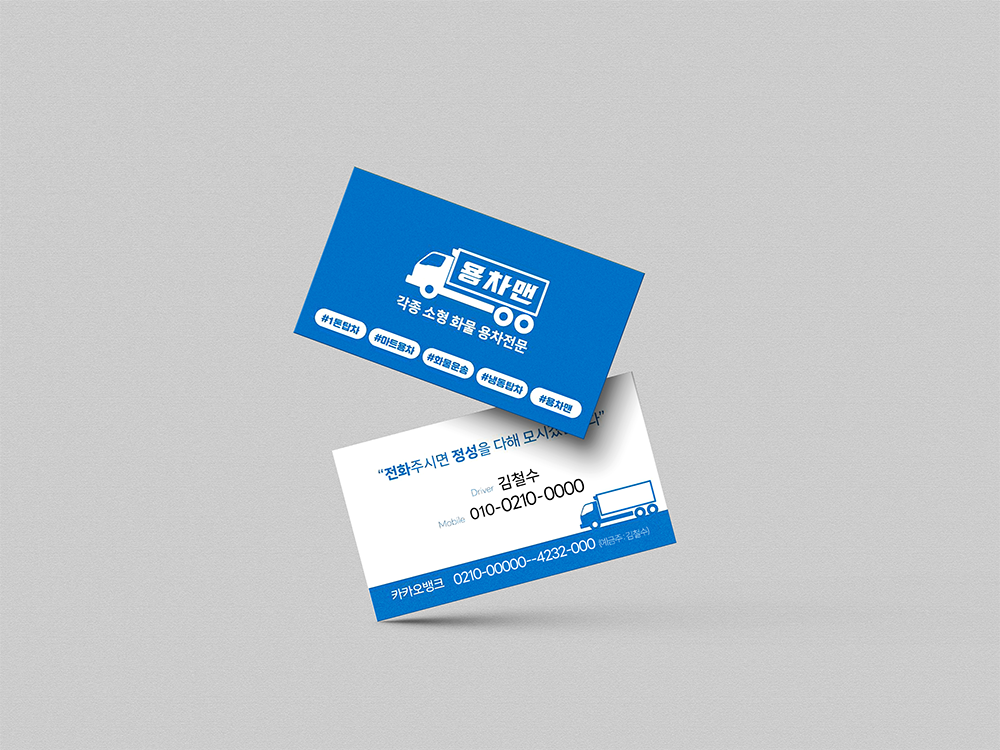 용차맨
각종 소형 화물 용차전문
#1톤탑차 #마트용차 #화물운송 #냉동탑차 #용차맨
“전화주시면 정성을 다해 다”
Driver 김철수
Mobile 010-0210-0000
카카오뱅크 0210-00000--4232-000 (예금주 : 김철수)